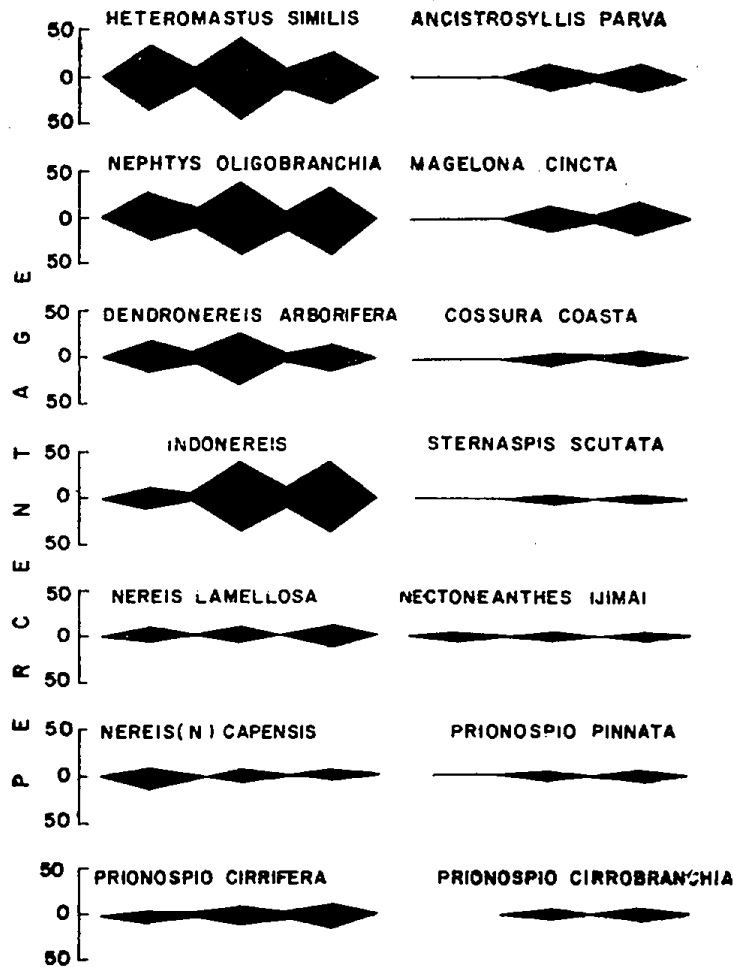 HETEROMASTUS SIMILIS
ANCISTROSYLLIS PARVA
50
0
50
NEPHTYS OLIGOBRANCHIA
MAGELONA CINCTA
50
0
50
DENDRONEREIS ARBORIFERA
COSSURA COASTA
50
0
50
INDONEREIS
STERNASPIS SCUTATA
50
0
50
NEREIS LAMELLOSA
NECTONEANTHES IJIMAI
50
0
50
NEREIS(N) CAPENSIS
PRIONOSPIO PINNATA
50
0
50
PRIONOSPIO CIRRIFERA
PRIONOSPIO CIRROBRANCHIA
50
0
50
PERCENTAGE